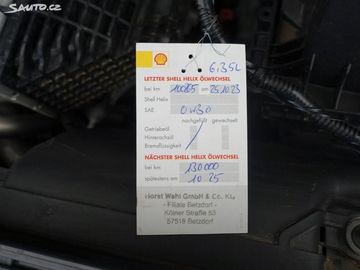 SAUTO.CZ
6,35L
LETZTER SHELL HELIX ÖLWECHSEL
bei km am 25.10.23
Shell Helix
SAE 0W30
nachgefüllt gewechselt
Getriebeöl
Hinterachsöl
Bremsflüssigkeit
NÄCHSTER SHELL HELIX ÖLWECHSEL
bei km 130000
spätestens am 10.25
Horst Wahl GmbH & Co. KG
- Filiale Betzdorf -
Kölner Straße 53
57518 Betzdorf